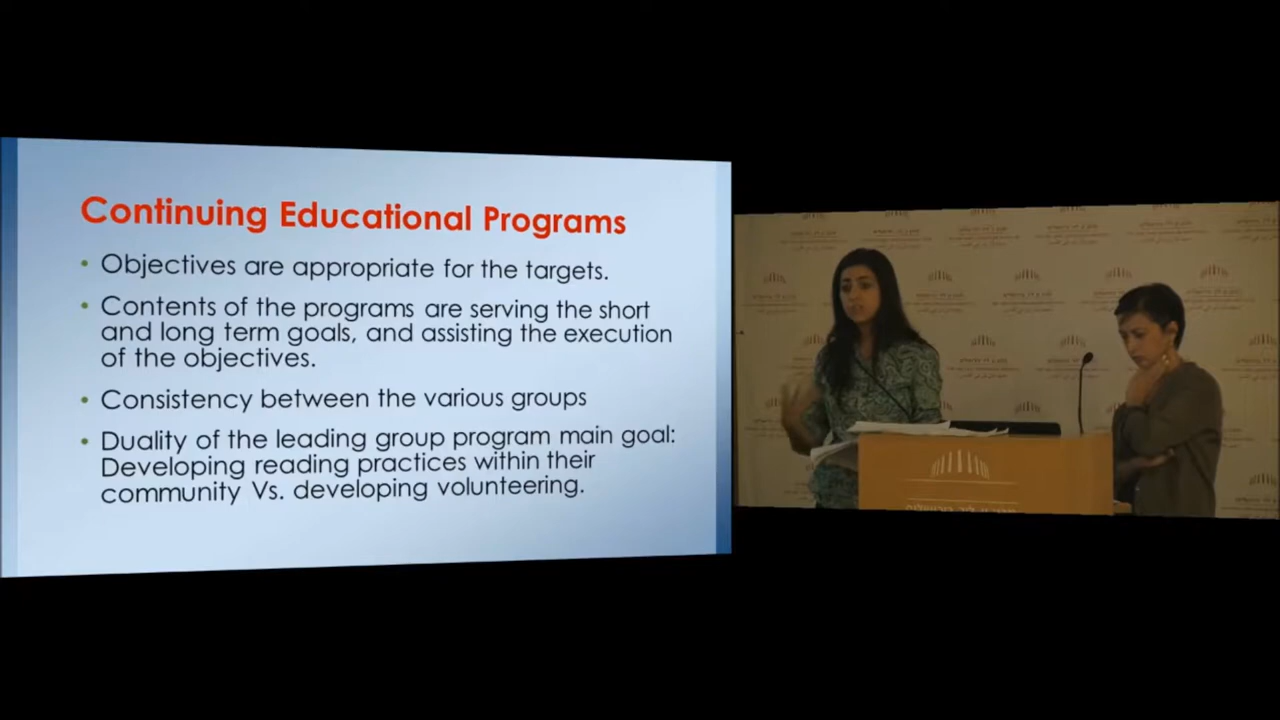 Continuing Educational Programs
• Objectives are appropriate for the targets.
• Contents of the programs are serving the short
and long term goals, and assisting the execution
of the objectives.
• Consistency between the various groups
• Duality of the leading group program main goal:
Developing reading practices within their
community Vs. developing volunteering.